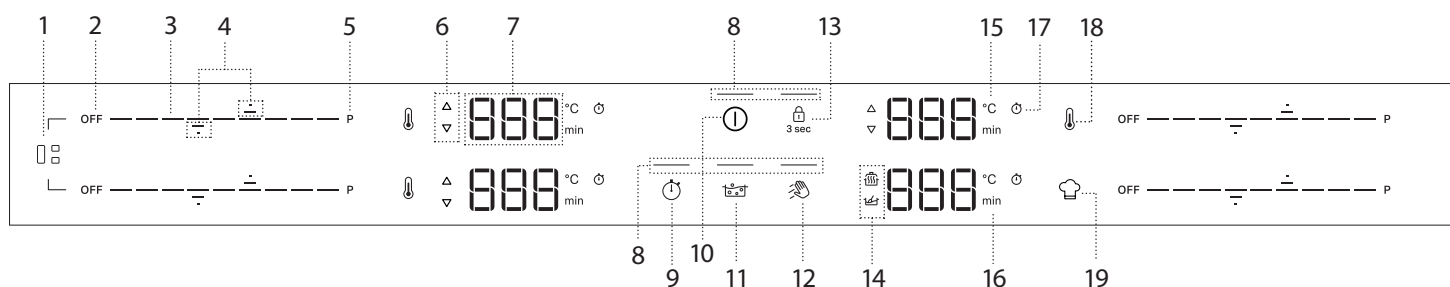 1 2 3 4 5 6 7 8 13 15 17 18
OFF P 888 °C min 3 sec 888 °C min OFF P
OFF P 888 °C min 888 °C min OFF P
8 9 10 11 12 14 16 19